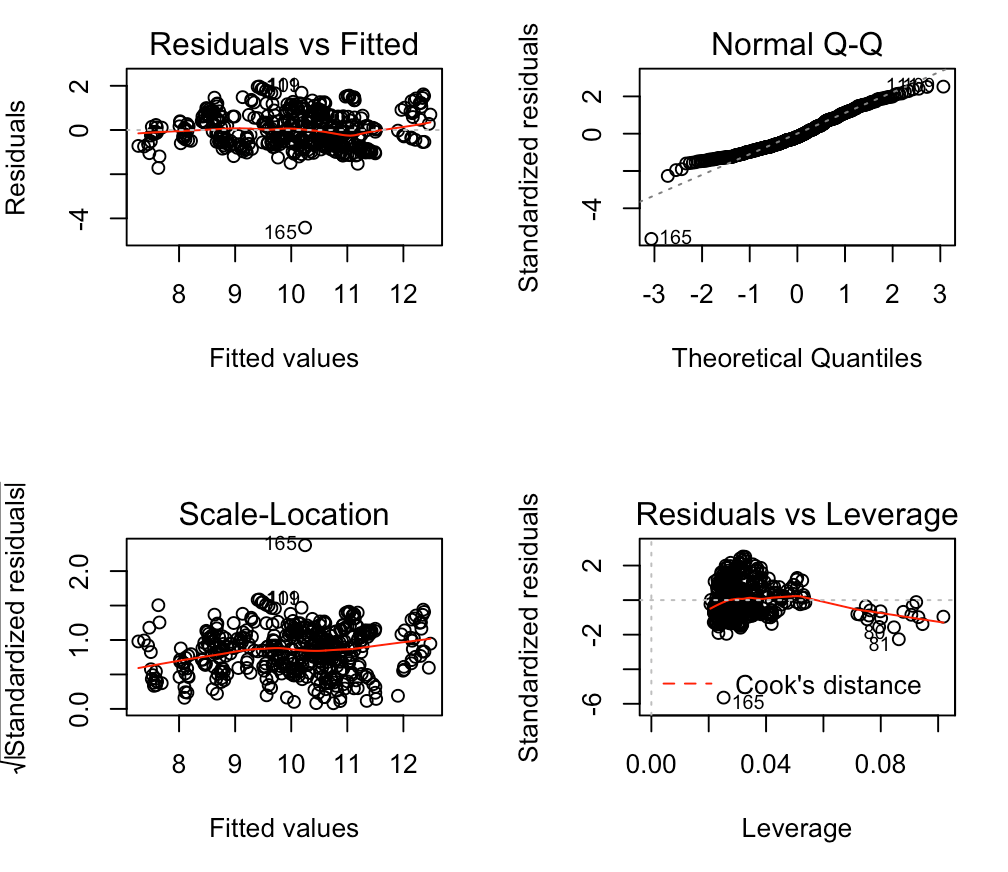 Residuals vs Fitted
Residuals
2
0
-4
165
8 9 10 11 12
Fitted values
Normal Q-Q
Standardized residuals
2
0
-4
165
-3 -2 -1 0 1 2 3
Theoretical Quantiles
Scale-Location
√|Standardized residuals|
2.0
1.0
0.0
165
8 9 10 11 12
Fitted values
Residuals vs Leverage
Standardized residuals
2
-2
-6
81
Cook's distance
165
0.00 0.04 0.08
Leverage